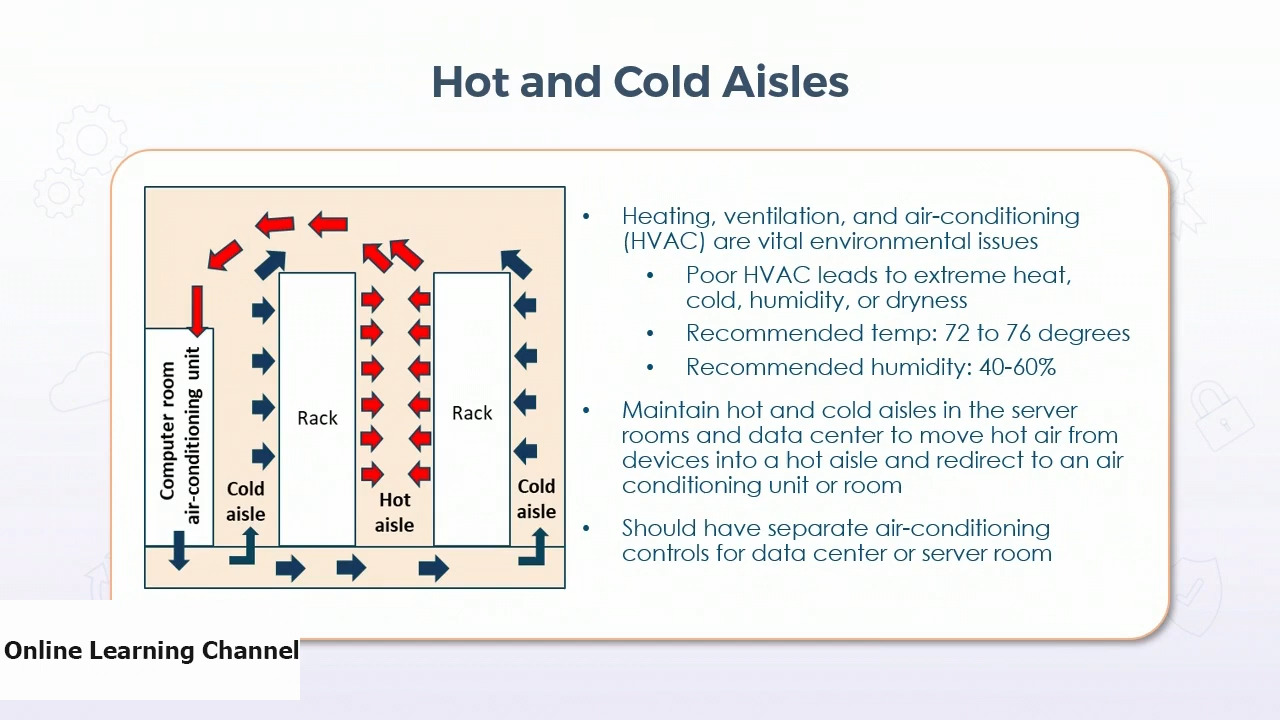 Hot and Cold Aisles
Computer room
air-conditioning unit
Cold
aisle
Rack
Hot
aisle
Rack
Cold
aisle
• Heating, ventilation, and air-conditioning
(HVAC) are vital environmental issues
• Poor HVAC leads to extreme heat,
cold, humidity, or dryness
• Recommended temp: 72 to 76 degrees
• Recommended humidity: 40-60%
• Maintain hot and cold aisles in the server
rooms and data center to move hot air from
devices into a hot aisle and redirect to an air
conditioning unit or room
• Should have separate air-conditioning
controls for data center or server room
Online Learning Channel